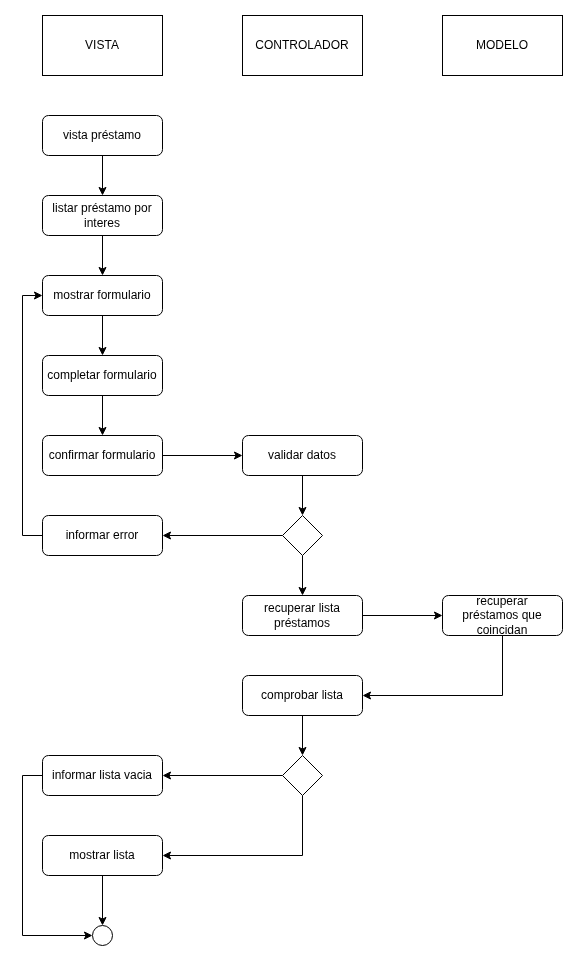 VISTA
CONTROLADOR
MODELO
vista préstamo
listar préstamo por
interes
mostrar formulario
completar formulario
confirmar formulario
validar datos
informar error
recuperar lista
préstamos
recuperar
préstamos que
coincidan
comprobar lista
informar lista vacia
mostrar lista